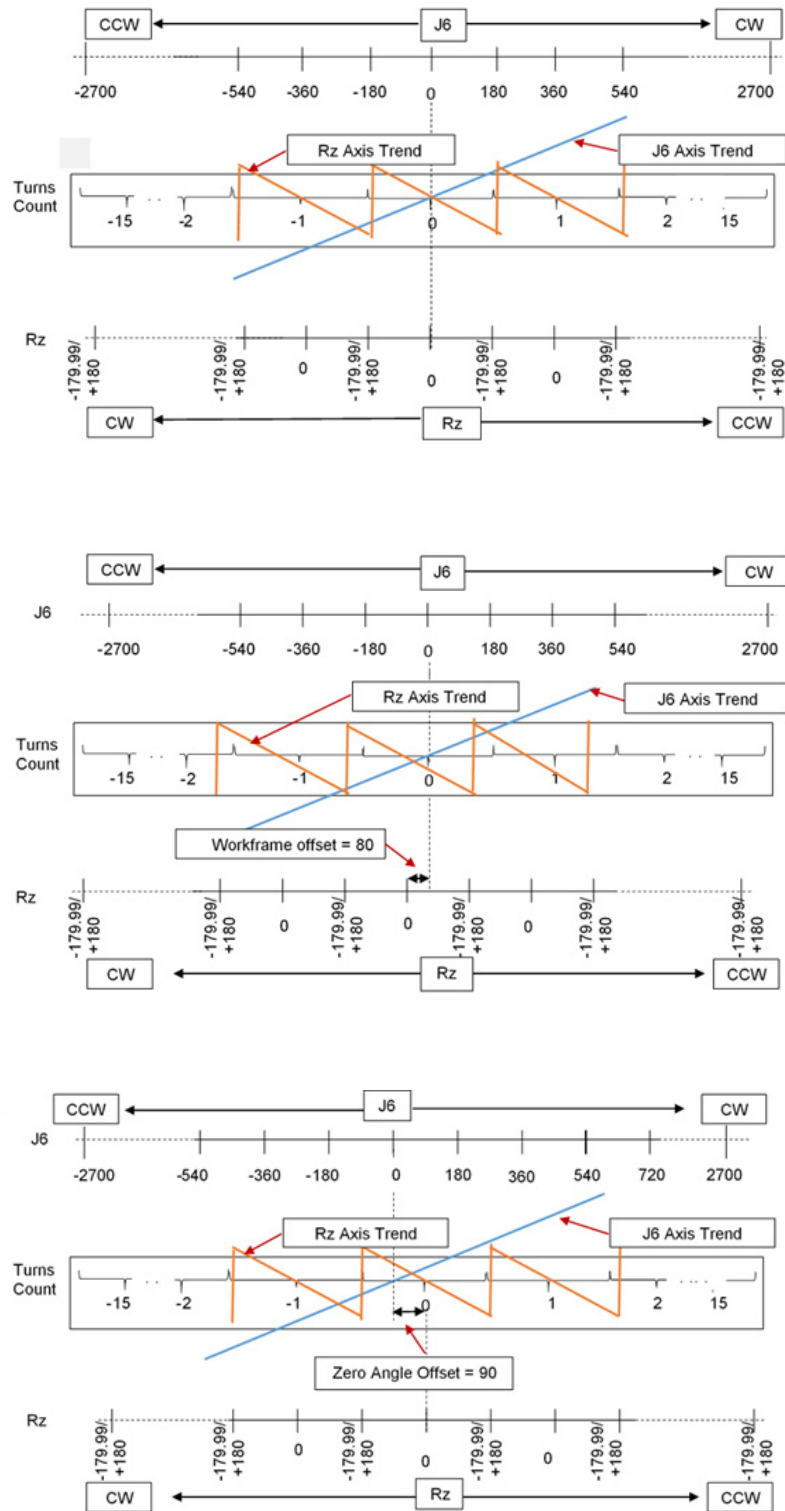 CCW J6 CW
-2700 -540 -360 -180 0 180 360 540 2700
Rz Axis Trend J6 Axis Trend
Turns
Count
-15 . . -2 -1 0 1 2 . . 15
Rz
-179.99/
+180
-179.99/
+180
0
-179.99/
+180
0
-179.99/
+180
0
-179.99/
+180
-179.99/
+180
CW Rz CCW
CCW J6 CW
J6
-2700 -540 -360 -180 0 180 360 540 2700
Rz Axis Trend J6 Axis Trend
Turns
Count
-15 . . -2 -1 0 1 2 . . 15
Workframe offset = 80
Rz
-179.99/
+180
-179.99/
+180
0
-179.99/
+180
0
-179.99/
+180
0
-179.99/
+180
-179.99/
+180
CW Rz CCW
CCW J6 CW
J6
-2700 -540 -360 -180 0 180 360 540 720 2700
Rz Axis Trend J6 Axis Trend
Turns
Count
-15 . . -2 -1 0 1 2 . . . 15
Zero Angle Offset = 90
Rz
-179.99/
+180
-179.99/
+180
0
-179.99/
+180
0
-179.99/
+180
0
-179.99/
+180
-179.99/
+180
CW Rz CCW